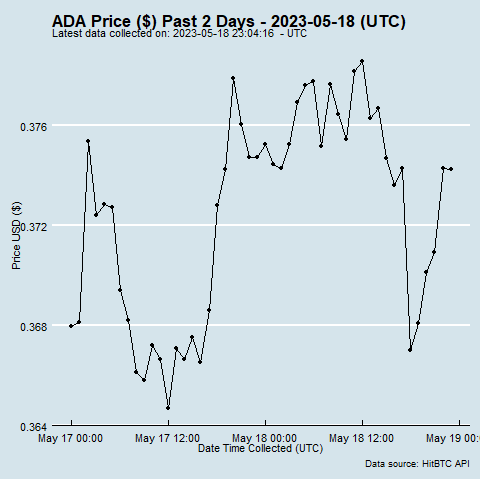 ADA Price ($) Past 2 Days - 2023-05-18 (UTC)
Latest data collected on: 2023-05-18 23:04:16 - UTC
0.376
0.372
Price USD ($)
0.368
0.364
May 17 00:00 May 17 12:00 May 18 00:00 May 18 12:00 May 19 00:
Date Time Collected (UTC)
Data source: HitBTC API